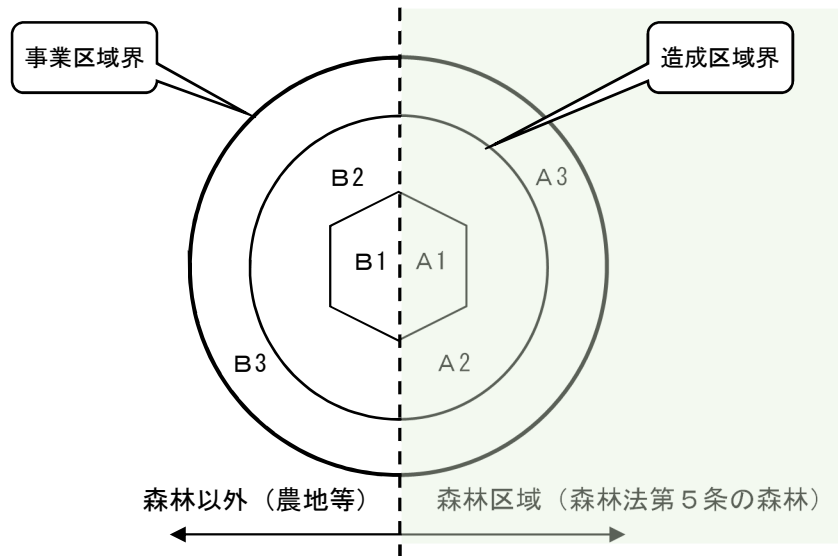 事業区域界
造成区域界
B2
A3
B1
A1
B3
A2
森林以外（農地等）
森林区域（森林法第５条の森林）